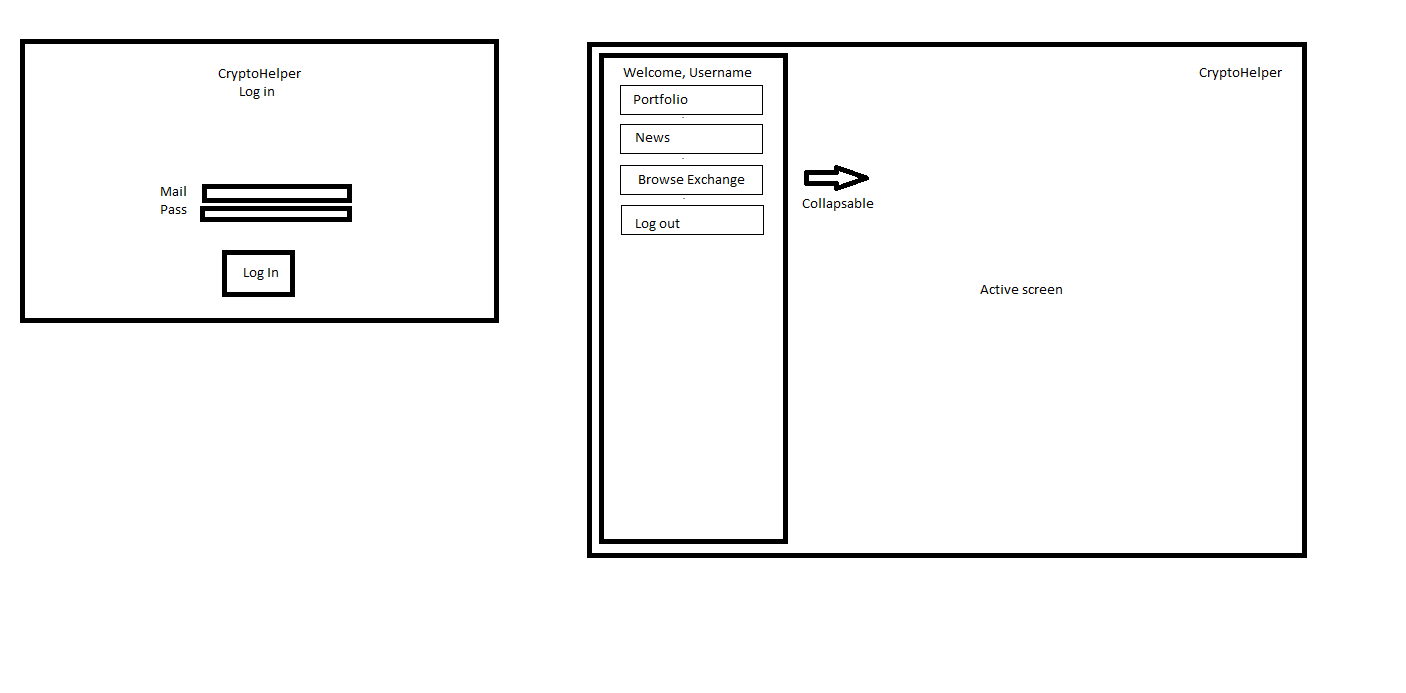 CryptoHelper
Log in
Mail
Pass
Log In
Welcome, Username
CryptoHelper
Portfolio
News
Browse Exchange
Log out
Collapsable
Active screen